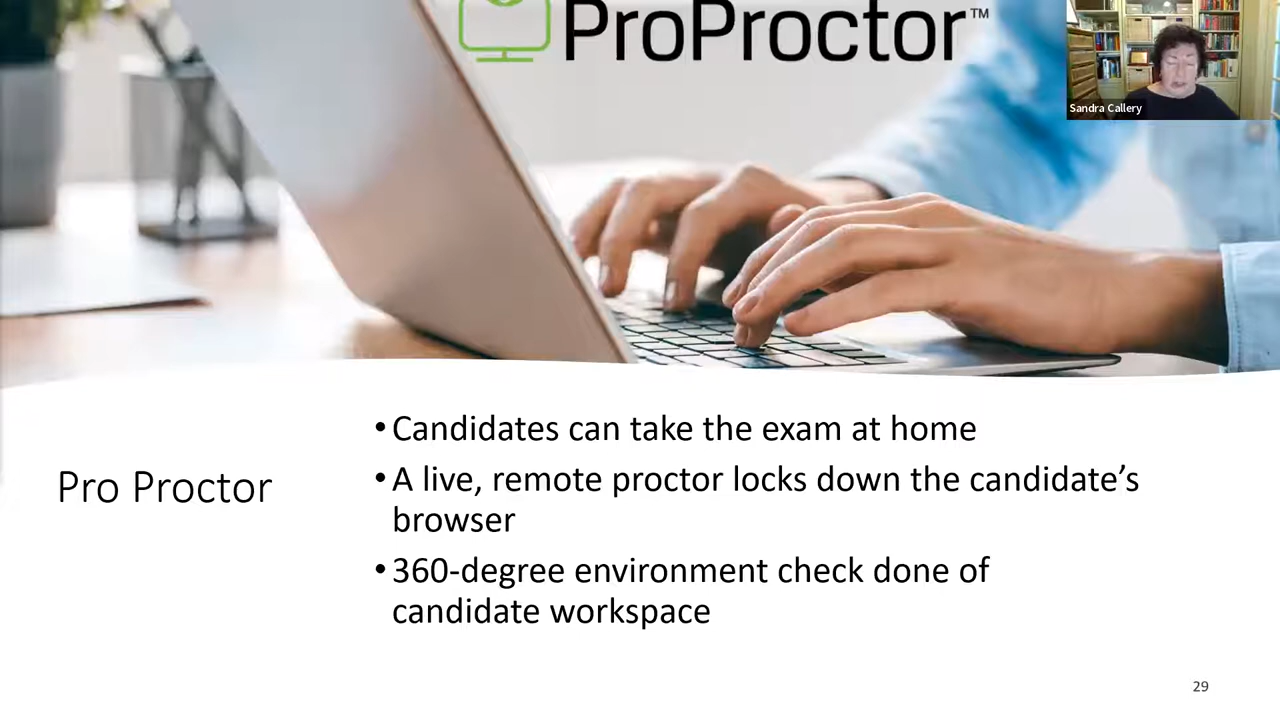 ProProctor™
Sandra Callery
Pro Proctor
• Candidates can take the exam at home
• A live, remote proctor locks down the candidate’s
browser
• 360-degree environment check done of
candidate workspace
29